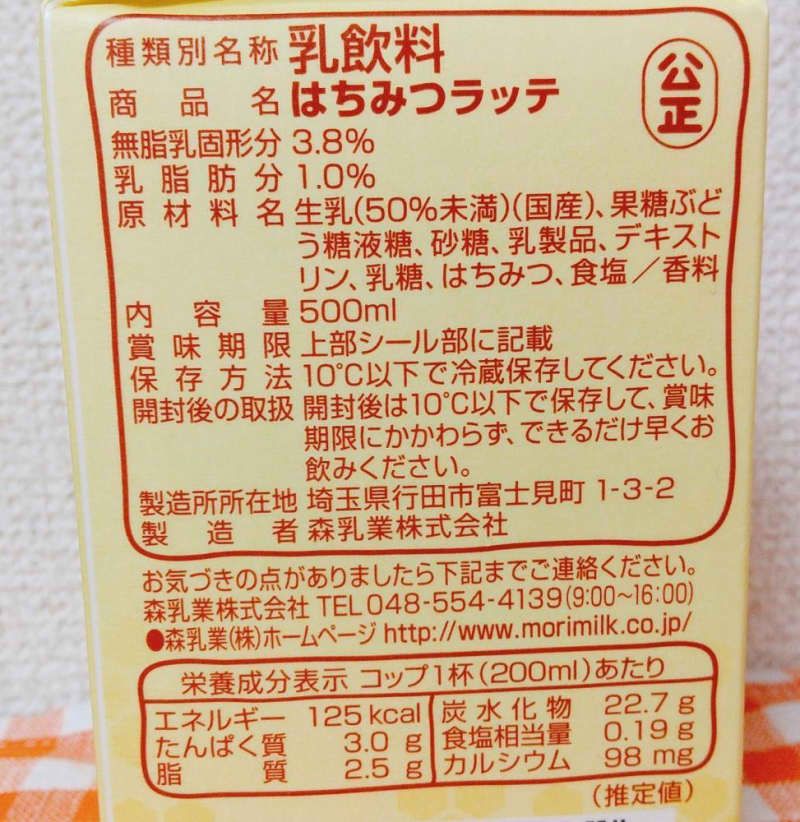 種類別名称 乳飲料
公正
商品名 はちみつラッテ
無脂乳固形分 3.8%
乳脂肪分 1.0%
原材料名 生乳(50%未満)(国産)、果糖ぶど
う糖液糖、砂糖、乳製品、デキスト
リン、乳糖、はちみつ、食塩／香料
内容量 500ml
賞味期限 上部シール部に記載
保存方法 10℃以下で冷蔵保存してください。
開封後の取扱 開封後は10℃以下で保存して、賞味
期限にかかわらず、できるだけ早くお
飲みください。
製造所所在地 埼玉県行田市富士見町 1-3-2
製造者 森乳業株式会社
お気づきの点がありましたら下記までご連絡ください。
森乳業株式会社 TEL048-554-4139(9:00〜16:00)
●森乳業(株)ホームページ http://www.morimilk.co.jp/
栄養成分表示 コップ1杯(200ml)あたり
エネルギー 125kcal 炭水化物 22.7g
たんぱく質 3.0g 食塩相当量 0.19g
脂質 2.5g カルシウム 98mg
(推定値)